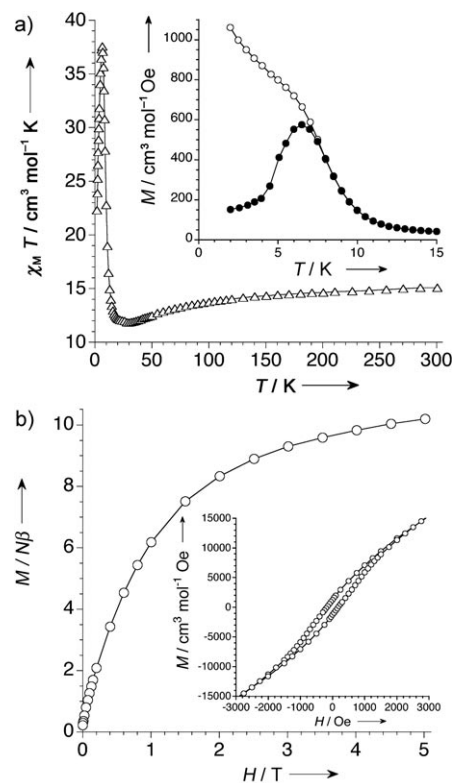 a)
χM T / cm³ mol⁻¹ K
40
35
30
25
20
15
10
0 50 100 150 200 250 300
T / K
M / cm³ mol⁻¹ Oe
1000
800
600
400
200
0
0 5 10 15
T / K
b)
M / Nβ
10
8
6
4
2
0
0 1 2 3 4 5
H / T
M / cm³ mol⁻¹ Oe
15000
10000
5000
0
-5000
-10000
-15000
-3000 -2000 -1000 0 1000 2000 3000
H / Oe